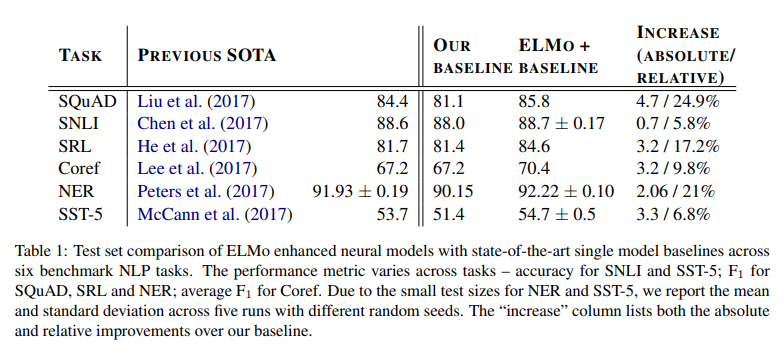 TASK PREVIOUS SOTA OUR BASELINE ELMO + BASELINE INCREASE (ABSOLUTE/ RELATIVE)
SQuAD Liu et al. (2017) 84.4 81.1 85.8 4.7 / 24.9%
SNLI Chen et al. (2017) 88.6 88.0 88.7 ± 0.17 0.7 / 5.8%
SRL He et al. (2017) 81.7 81.4 84.6 3.2 / 17.2%
Coref Lee et al. (2017) 67.2 67.2 70.4 3.2 / 9.8%
NER Peters et al. (2017) 91.93 ± 0.19 90.15 92.22 ± 0.10 2.06 / 21%
SST-5 McCann et al. (2017) 53.7 51.4 54.7 ± 0.5 3.3 / 6.8%
Table 1: Test set comparison of ELMo enhanced neural models with state-of-the-art single model baselines across
six benchmark NLP tasks. The performance metric varies across tasks – accuracy for SNLI and SST-5; F1 for
SQuAD, SRL and NER; average F1 for Coref. Due to the small test sizes for NER and SST-5, we report the mean
and standard deviation across five runs with different random seeds. The “increase” column lists both the absolute
and relative improvements over our baseline.